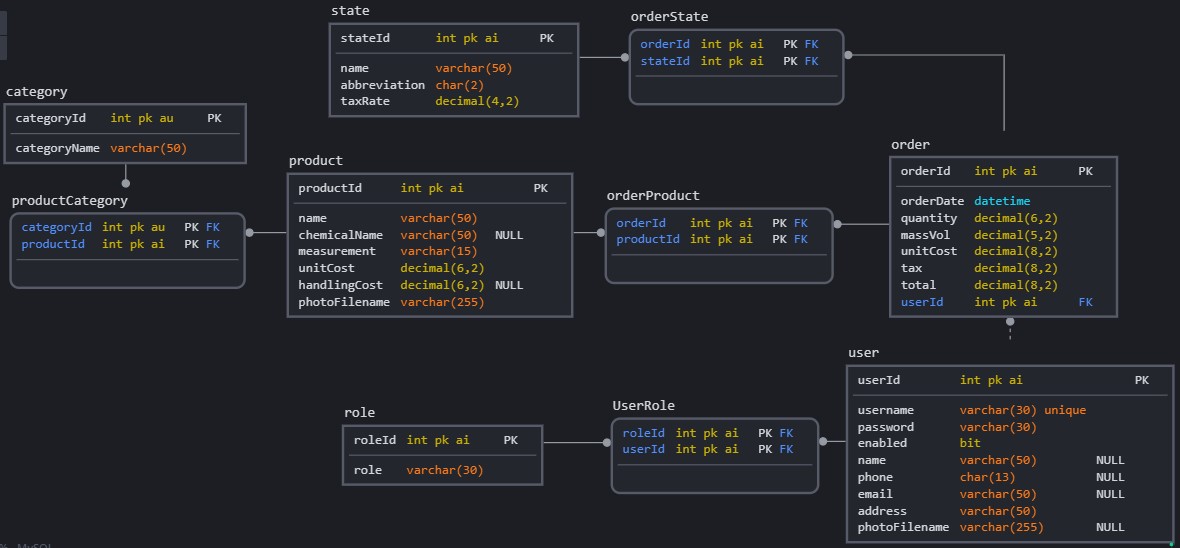 state
stateId int pk ai PK
name varchar(50)
abbreviation char(2)
taxRate decimal(4,2)
orderState
orderId int pk ai PK FK
stateId int pk ai PK FK
category
categoryId int pk au PK
categoryName varchar(50)
productCategory
categoryId int pk au PK FK
productId int pk ai PK FK
product
productId int pk ai PK
name varchar(50)
chemicalName varchar(50) NULL
measurement varchar(15)
unitCost decimal(6,2)
handlingCost decimal(6,2) NULL
photoFilename varchar(255)
orderProduct
orderId int pk ai PK FK
productId int pk ai PK FK
order
orderId int pk ai PK
orderDate datetime
quantity decimal(6,2)
massVol decimal(5,2)
unitCost decimal(8,2)
tax decimal(8,2)
total decimal(8,2)
userId int pk ai FK
role
roleId int pk ai PK
role varchar(30)
UserRole
roleId int pk ai PK FK
userId int pk ai PK FK
user
userId int pk ai PK
username varchar(30) unique
password varchar(30)
enabled bit
name varchar(50) NULL
phone char(13) NULL
email varchar(50) NULL
address varchar(50)
photoFilename varchar(255) NULL